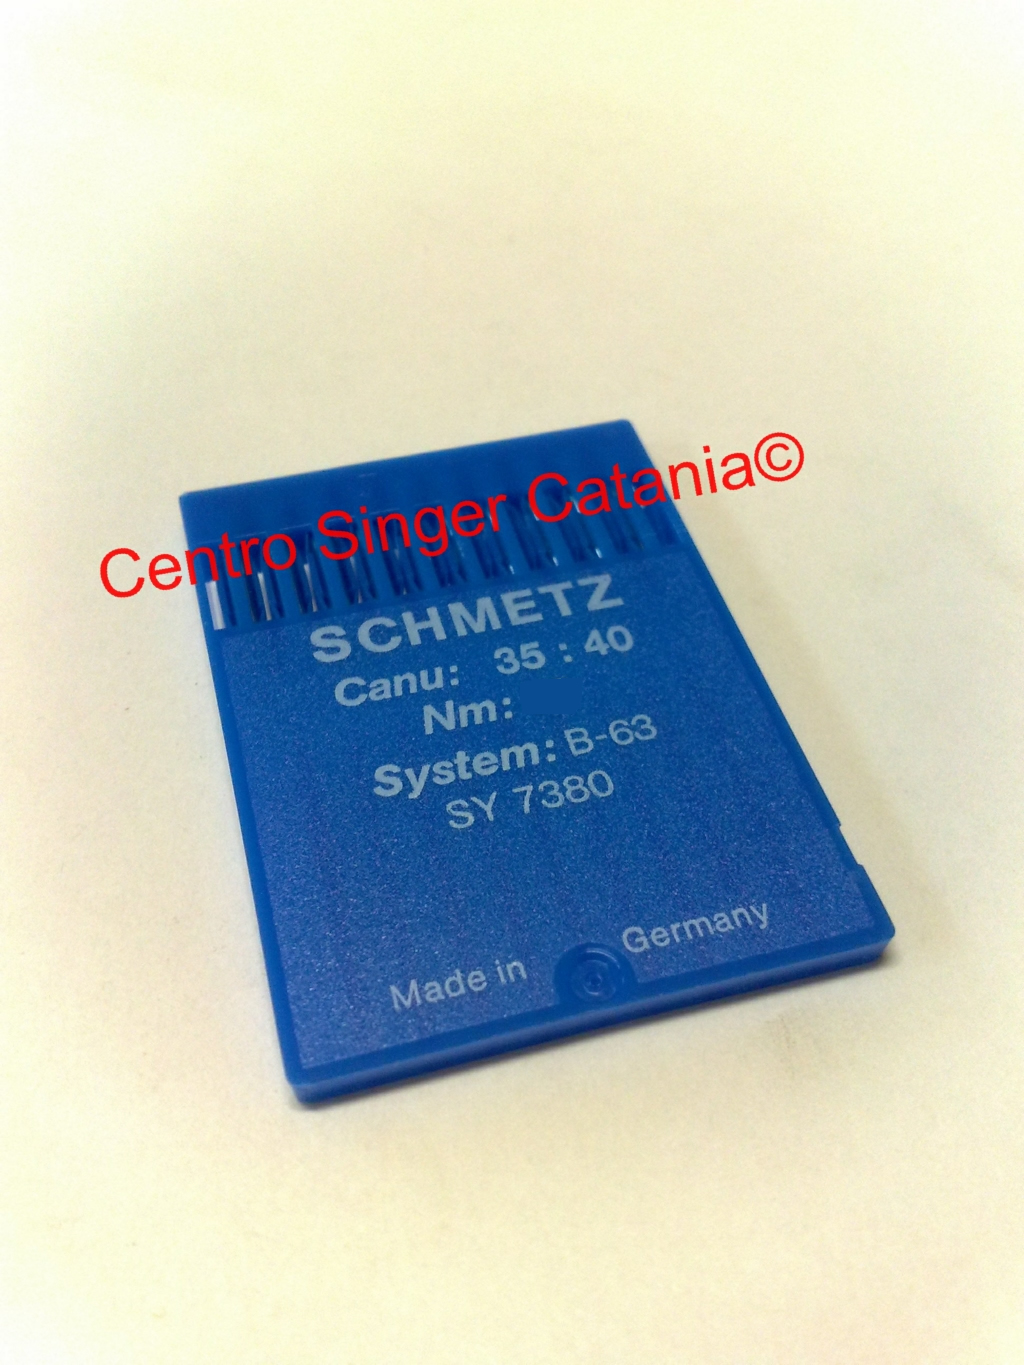 Centro Singer Catania©
SCHMETZ
Canu: 35 : 40
Nm:
System: B-63
SY 7380
Made in Germany